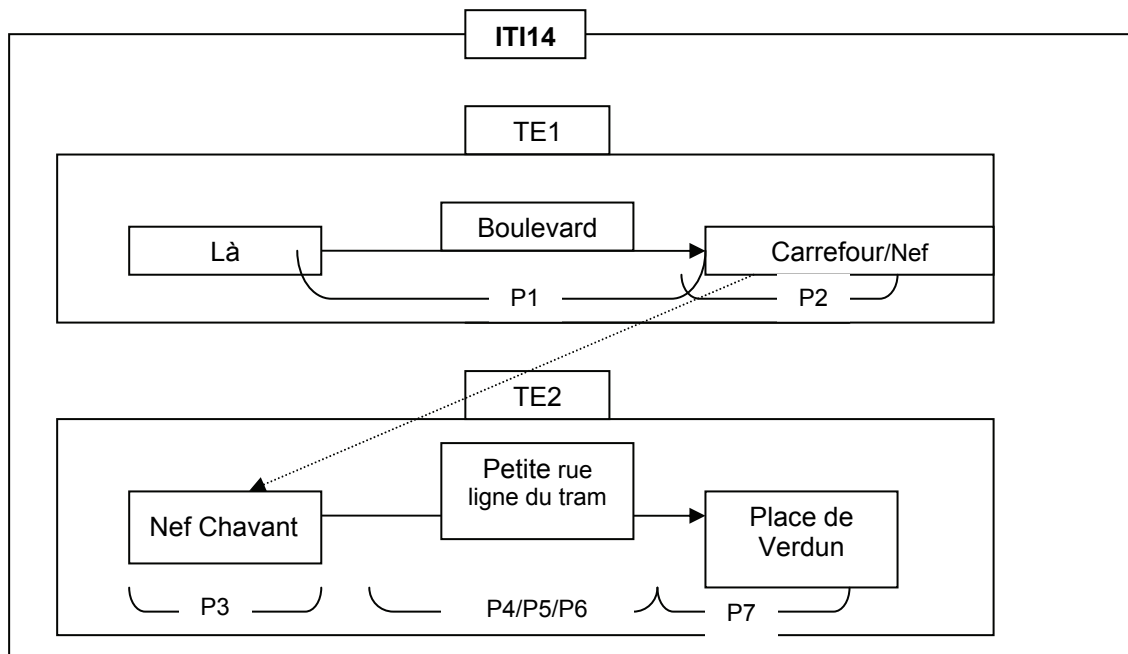 ITI14
TE1
Boulevard
Là
Carrefour/Nef
P1
P2
TE2
Petite rue
ligne du tram
Nef Chavant
Place de
Verdun
P3
P4/P5/P6
P7